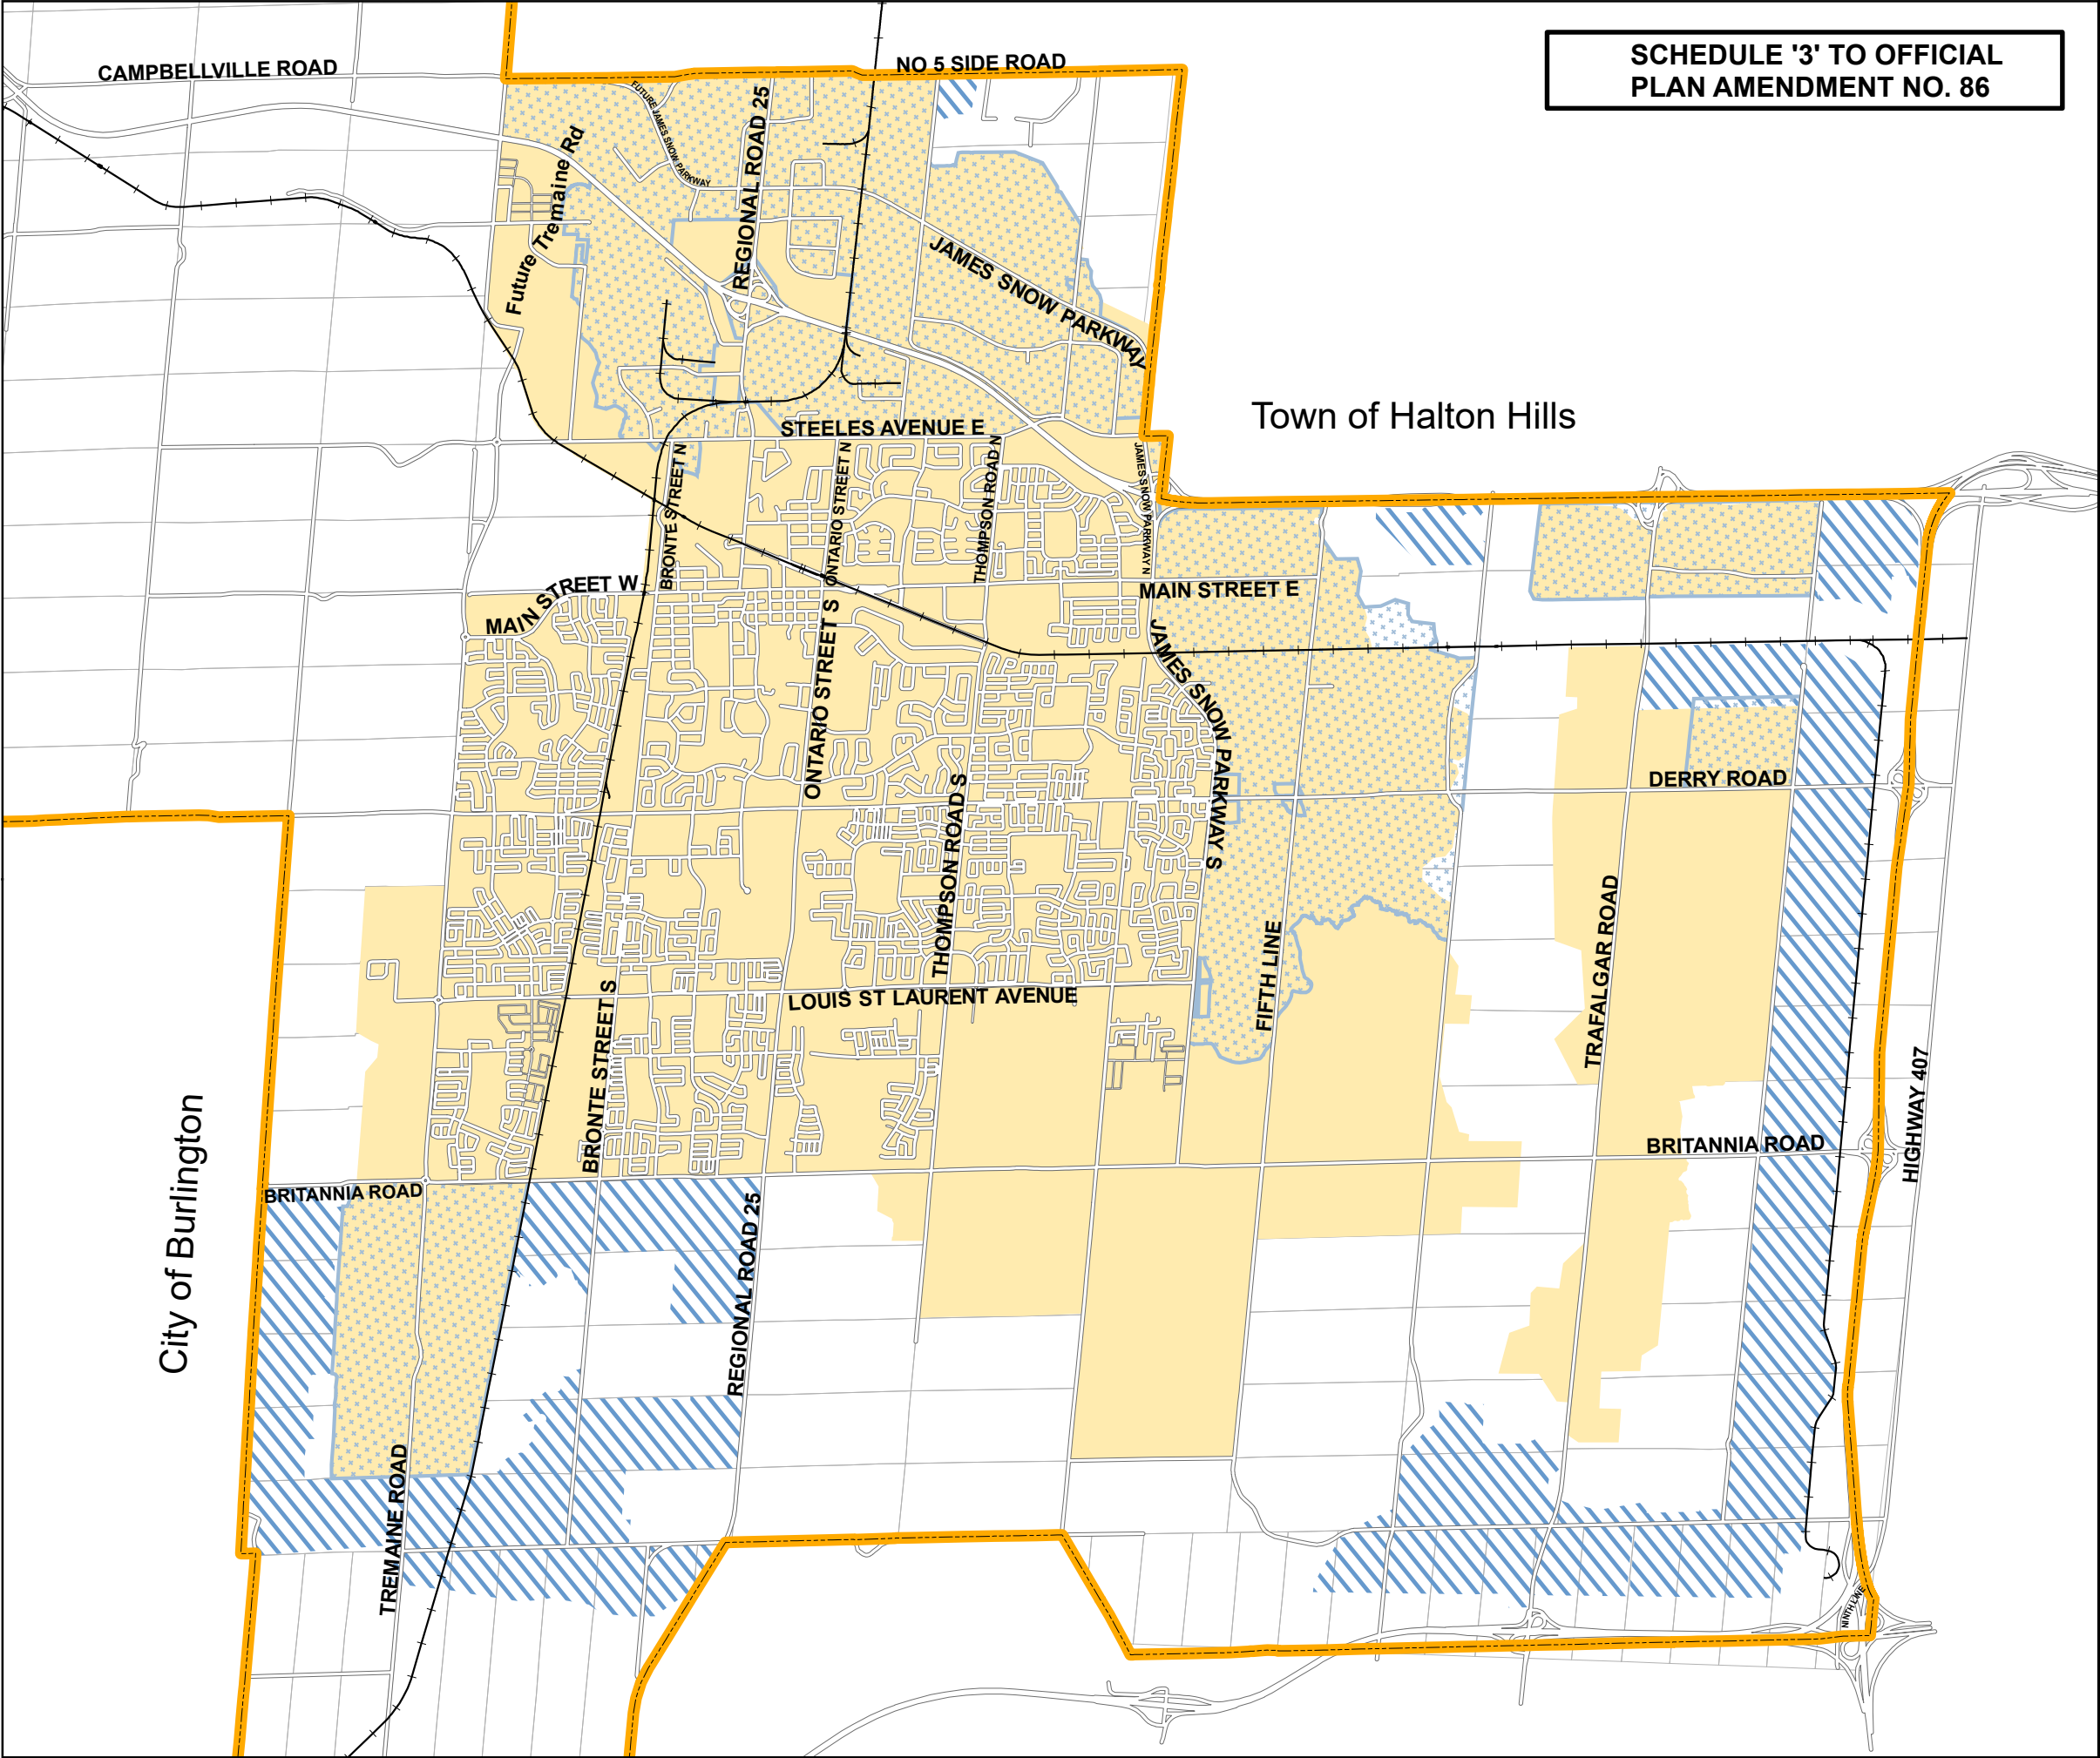 SCHEDULE '3' TO OFFICIAL
PLAN AMENDMENT NO. 86
CAMPBELLVILLE ROAD
NO 5 SIDE ROAD
FUTURE JAMES SNOW PARKWAY
REGIONAL ROAD 25
Future Tremaine Rd
JAMES SNOW PARKWAY
Town of Halton Hills
STEELES AVENUE E
BRONTE STREET N
ONTARIO STREET N
THOMPSON ROAD N
JAMES SNOW PARKWAY N
MAIN STREET W
MAIN STREET E
ONTARIO STREET S
JAMES SNOW PARKWAY S
DERRY ROAD
THOMPSON ROAD S
TRAFALGAR ROAD
FIFTH LINE
LOUIS ST LAURENT AVENUE
BRONTE STREET S
HIGHWAY 407
City of Burlington
BRITANNIA ROAD
BRITANNIA ROAD
REGIONAL ROAD 25
TREMAINE ROAD
NINTH LINE